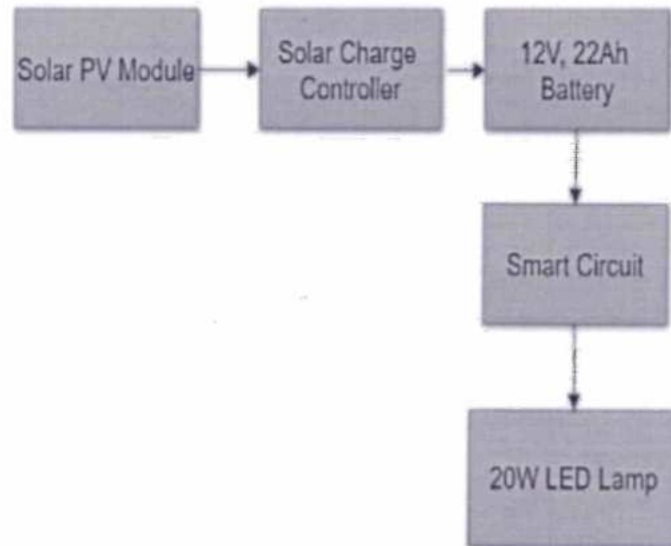 Solar PV Module
Solar Charge
Controller
12V, 22Ah
Battery
Smart Circuit
20W LED Lamp